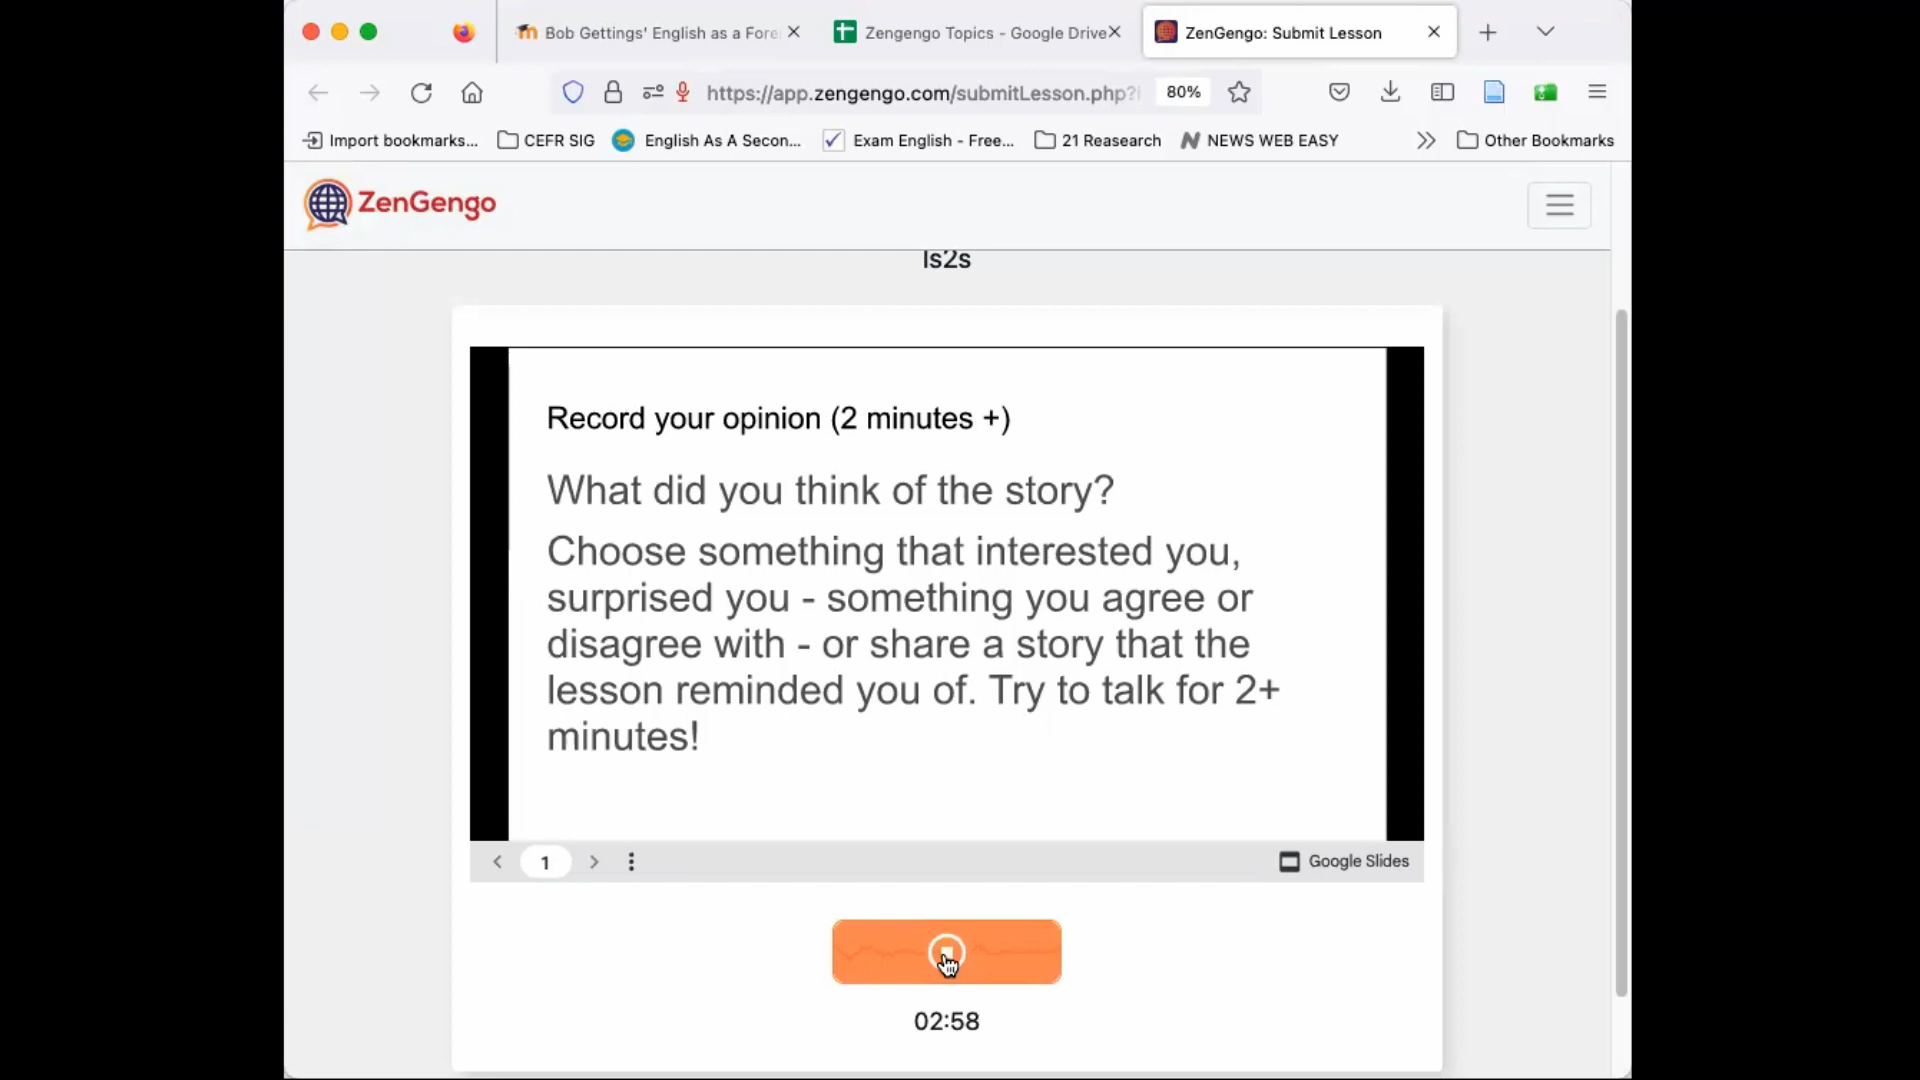 Bob Gettings' English as a Fore
Zengengo Topics - Google Drive
ZenGengo: Submit Lesson
https://app.zengengo.com/submitLesson.php?i
80%
Import bookmarks...
CEFR SIG
English As A Secon...
Exam English - Free...
21 Reasearch
NEWS WEB EASY
Other Bookmarks
ZenGengo
ls2s
Record your opinion (2 minutes +)
What did you think of the story?
Choose something that interested you,
surprised you - something you agree or
disagree with - or share a story that the
lesson reminded you of. Try to talk for 2+
minutes!
1
Google Slides
02:58